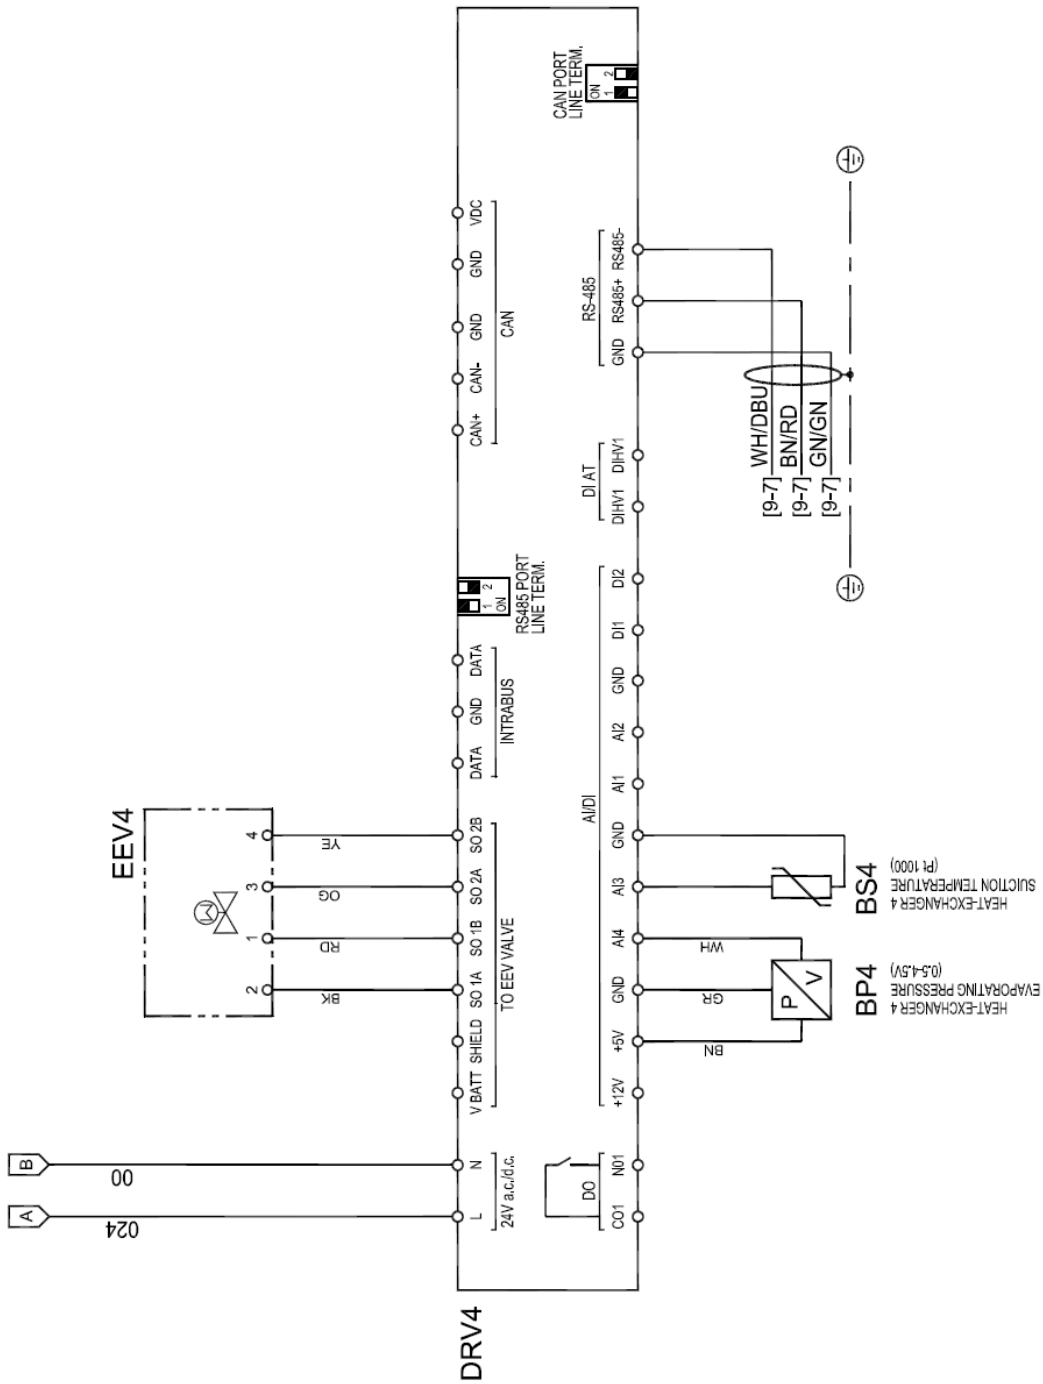 CAN PORT
LINE TERM.
ON
1 2
VDC
GND
GND
CAN-
CAN+
CAN
RS485-
RS485+
GND
RS-485
WH/DBU
BN/RD
GN/GN
[9-7]
[9-7]
[9-7]
DIHV1
DIHV1
DI AT
RS485 PORT
LINE TERM.
1 2
ON
DATA
GND
DATA
INTRABUS
DI2
DI1
GND
AI2
AI1
GND
AI3
AI4
GND
+5V
+12V
AI/DI
EEV4
4
3
1
2
M
YE
OG
RD
BK
SO 2B
SO 2A
SO 1B
SO 1A
SHIELD
V BATT
TO EEV VALVE
BS4
HEAT-EXCHANGER 4
SUICTION TEMPERATURE
(Pt 1000)
WH
GR
BN
P
V
BP4
HEAT-EXCHANGER 4
EVAPORATING PRESSURE
(0.5-4.5V)
B
A
00
024
N
L
24V a.c./d.c.
N01
CO1
DO
DRV4